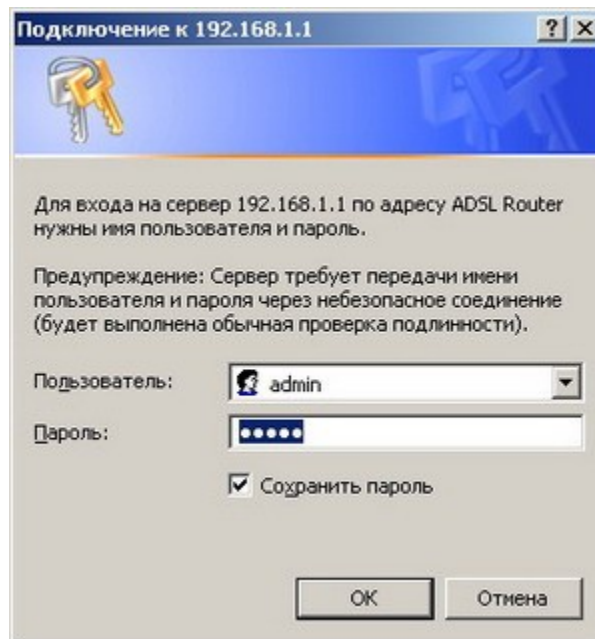 Подключение к 192.168.1.1
Для входа на сервер 192.168.1.1 по адресу ADSL Router
нужны имя пользователя и пароль.
Предупреждение: Сервер требует передачи имени
пользователя и пароля через небезопасное соединение
(будет выполнена обычная проверка подлинности).
Пользователь:
admin
Пароль:
●●●●●
Сохранить пароль
ОК
Отмена